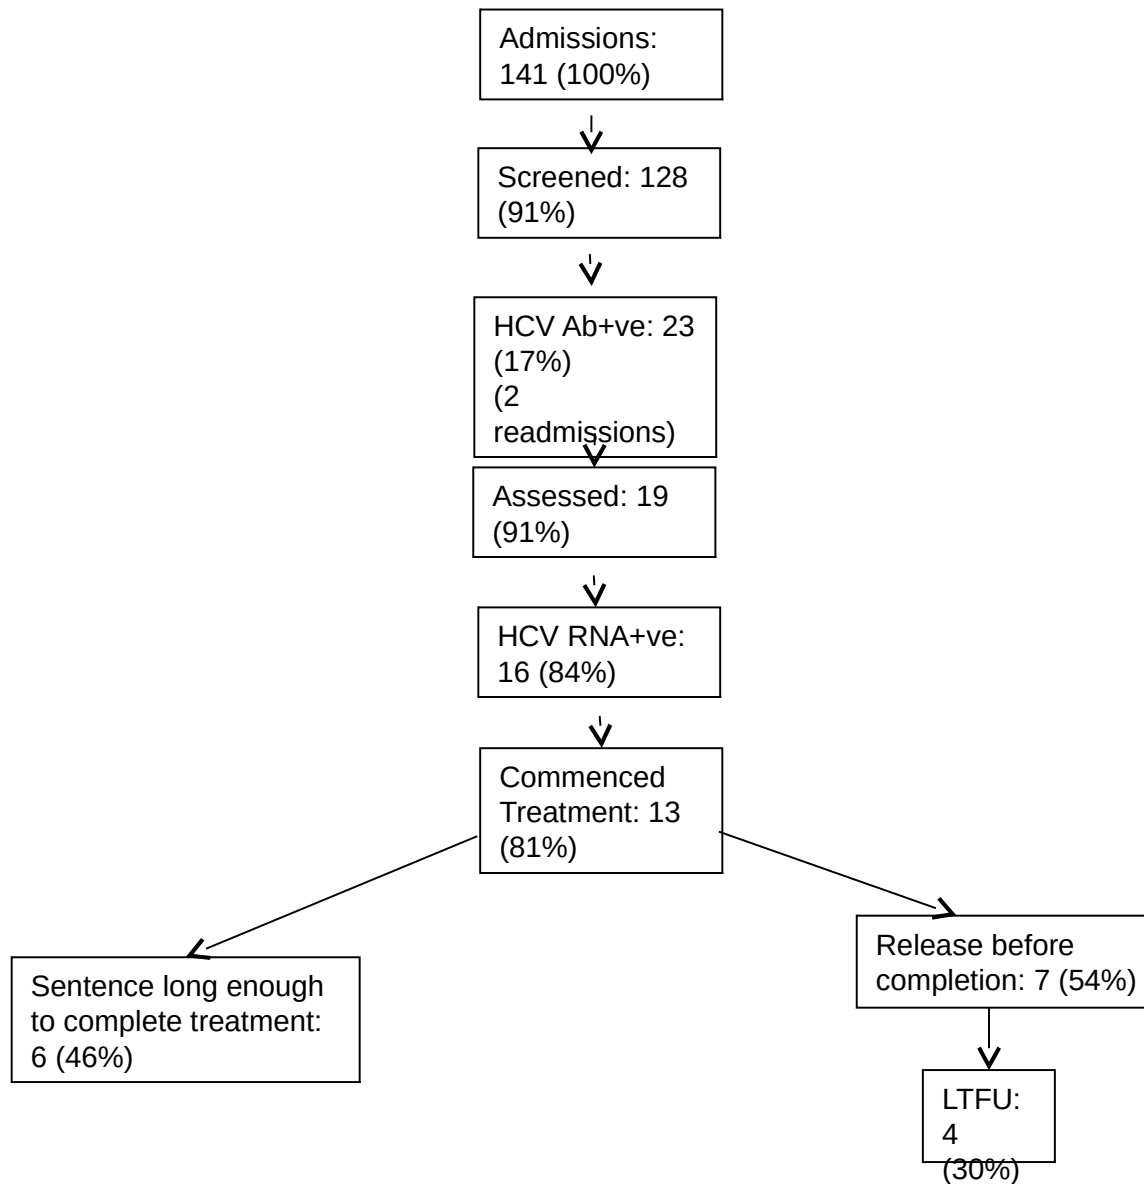 Admissions:
141 (100%)
Screened: 128
(91%)
HCV Ab+ve: 23
(17%)
(2
readmissions)
Assessed: 19
(91%)
HCV RNA+ve:
16 (84%)
Commenced
Treatment: 13
(81%)
Sentence long enough
to complete treatment:
6 (46%)
Release before
completion: 7 (54%)
LTFU:
4
(30%)